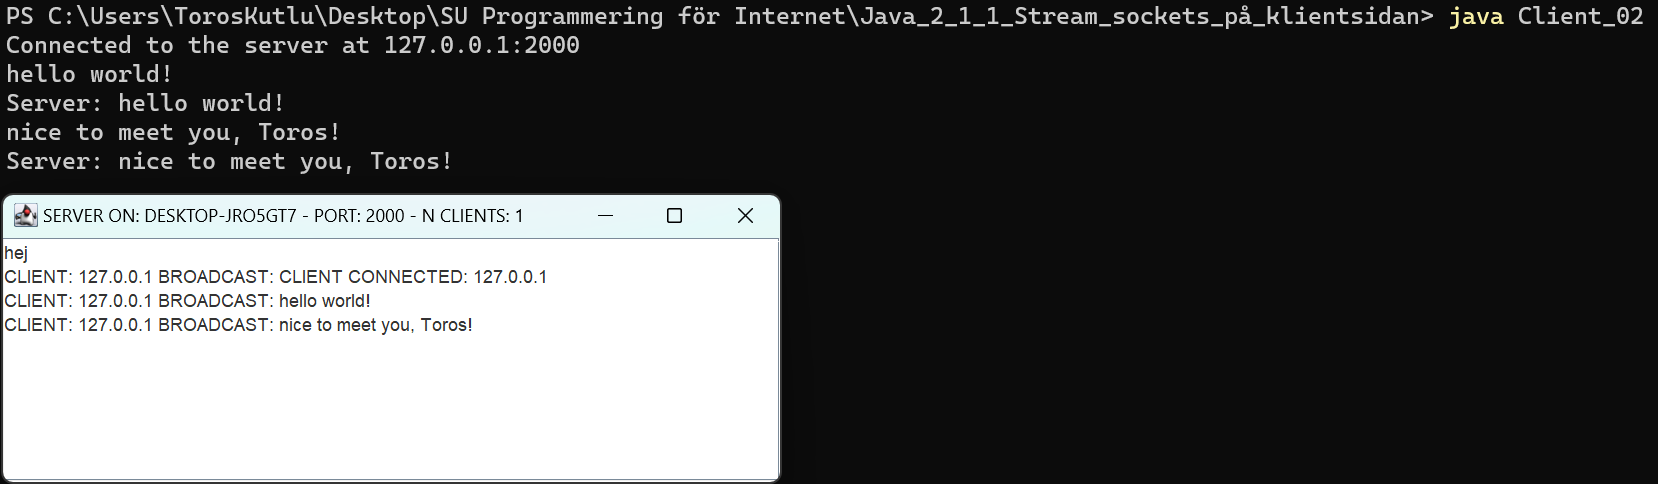 PS C:\Users\TorosKutlu\Desktop\SU Programmering för Internet\Java_2_1_1_Stream_sockets_på_klientsidan> java Client_02
Connected to the server at 127.0.0.1:2000
hello world!
Server: hello world!
nice to meet you, Toros!
Server: nice to meet you, Toros!
SERVER ON: DESKTOP-JRO5GT7 - PORT: 2000 - N CLIENTS: 1
hej
CLIENT: 127.0.0.1 BROADCAST: CLIENT CONNECTED: 127.0.0.1
CLIENT: 127.0.0.1 BROADCAST: hello world!
CLIENT: 127.0.0.1 BROADCAST: nice to meet you, Toros!